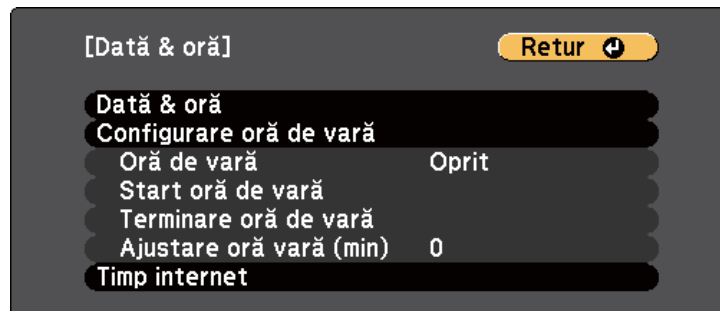 [Dată & oră]
Retur
Dată & oră
Configurare oră de vară
Oră de vară Oprit
Start oră de vară
Terminare oră de vară
Ajustare oră vară (min) 0
Timp internet